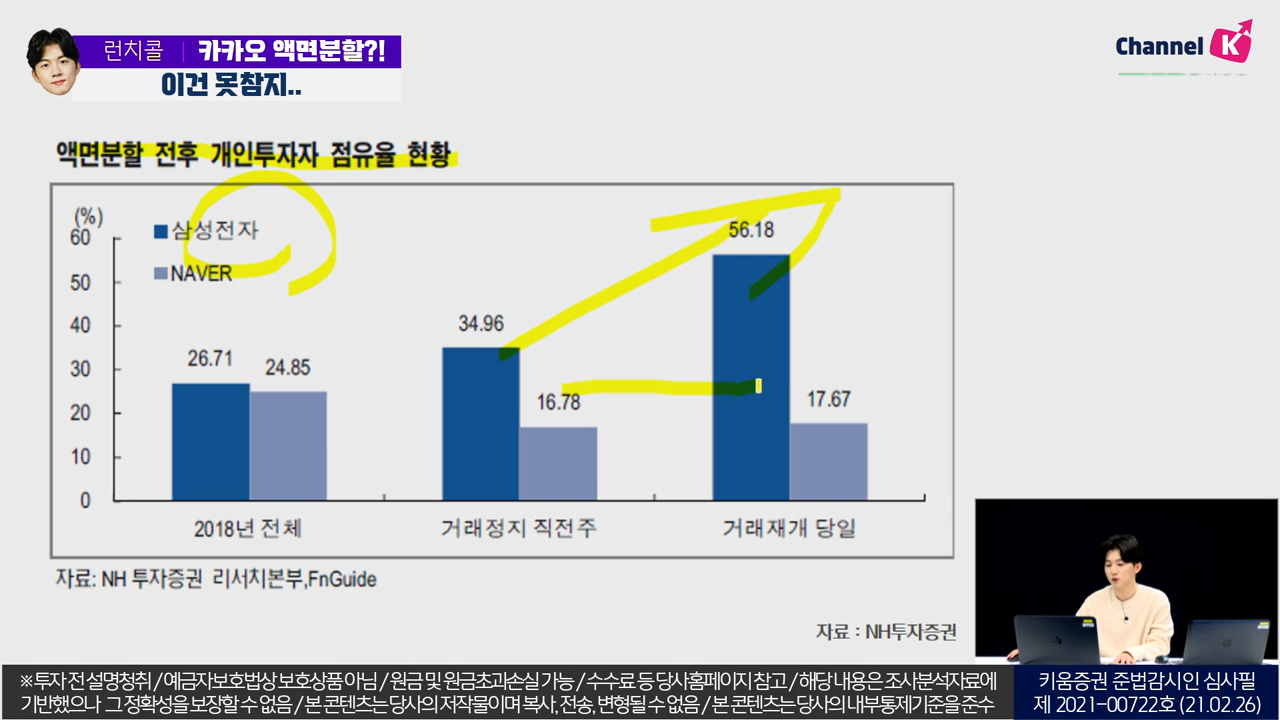 런치콜 | 카카오 액면분할?!
이건 못참지..
Channel K
액면분할 전후 개인투자자 점유율 현황
(%)
60
50
40
30
20
10
0
삼성전자
NAVER
26.71
24.85
34.96
16.78
56.18
17.67
2018년 전체
거래정지 직전주
거래재개 당일
자료: NH 투자증권 리서치본부,FnGuide
자료 : NH투자증권
※ 투자 전 설명청취 / 예금자보호법상 보호상품 아님 / 원금 및 원금초과손실 가능 / 수수료 등 당사홈페이지 참고 / 해당 내용은 조사분석자료에
기반했으나 그 정확성을 보장할 수 없음 / 본 콘텐츠는 당사의 저작물이며 복사, 전송, 변형될 수 없음 / 본 콘텐츠는 당사의 내부통제기준을 준수
키움증권 준법감시인 심사필
제 2021-00722호 (21.02.26)